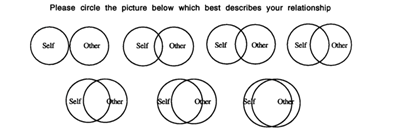 Please circle the picture below which best describes your relationship
Self Other Self Other Self Other Self Other
Self Other Self Other Self Other